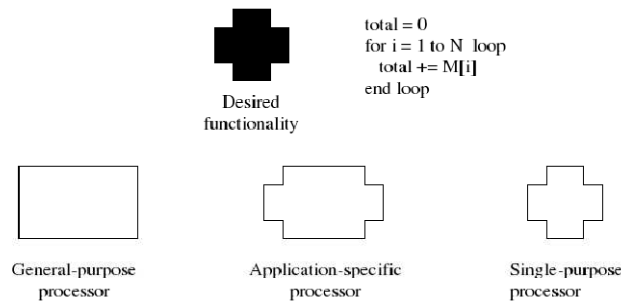 total = 0
for i = 1 to N loop
total += M[i]
end loop
Desired
functionality
General-purpose
processor
Application-specific
processor
Single-purpose
processor